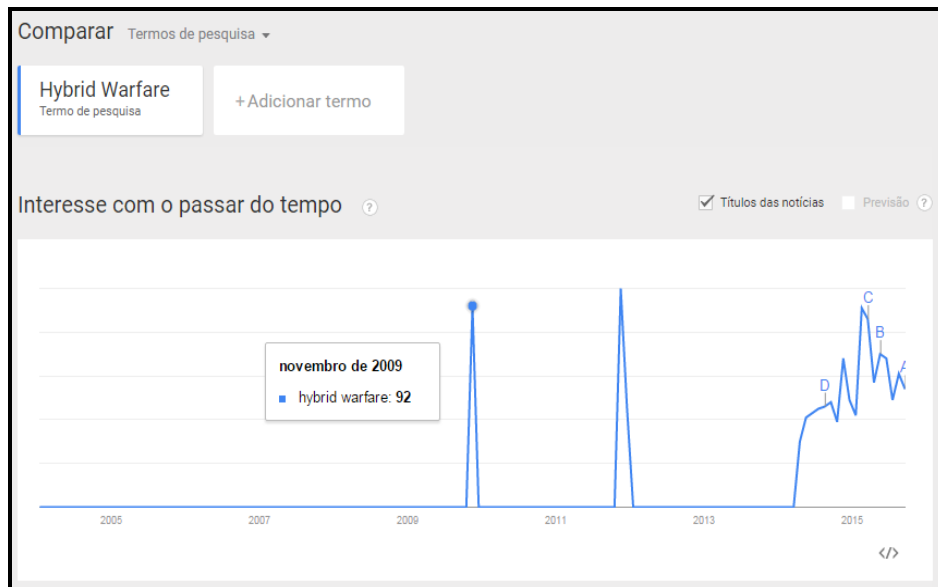 Comparar Termos de pesquisa
Hybrid Warfare
Termo de pesquisa
+Adicionar termo
Interesse com o passar do tempo ?
Títulos das notícias Previsão ?
C
B
A
D
novembro de 2009
hybrid warfare: 92
2005 2007 2009 2011 2013 2015
</>